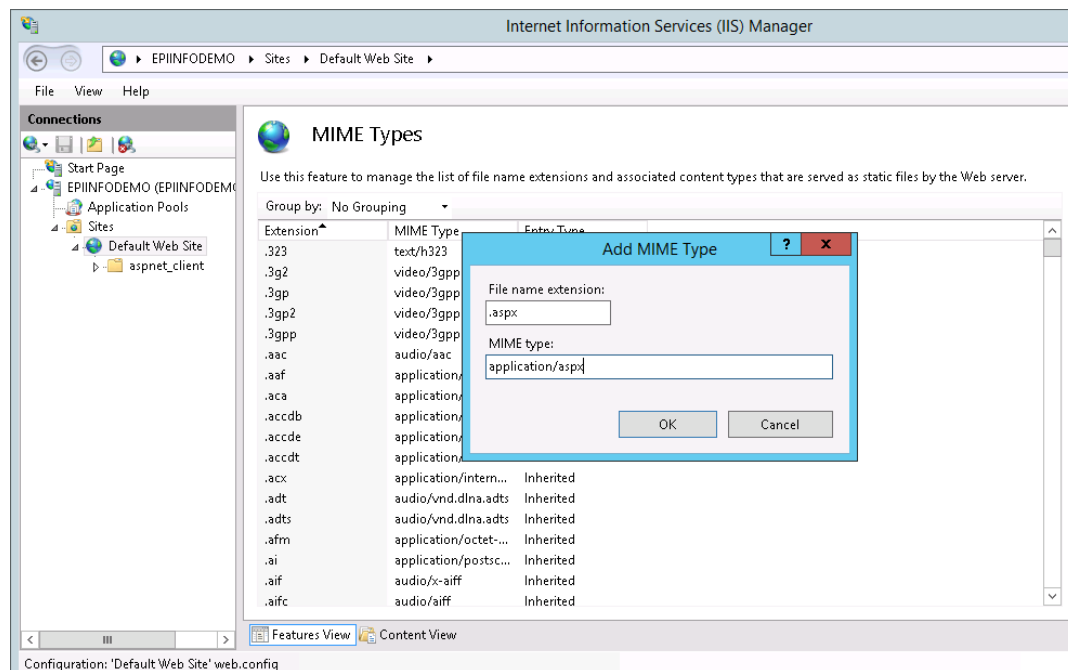 Internet Information Services (IIS) Manager
EPIINFODEMO Sites Default Web Site
File View Help
Connections
Start Page
EPIINFODEMO (EPIINFODEM
Application Pools
Sites
Default Web Site
aspnet_client
MIME Types
Use this feature to manage the list of file name extensions and associated content types that are served as static files by the Web server.
Group by: No Grouping
Extension MIME Type Entry Type
.323 text/h323
.3g2 video/3gpp
.3gp video/3gpp
.3gp2 video/3gpp
.3gpp video/3gpp
.aac audio/aac
.aaf application/
.aca application/
.accdb application/
.accde application/
.accdt application/
.acx application/intern... Inherited
.adt audio/vnd.dlna.adts Inherited
.adts audio/vnd.dlna.adts Inherited
.afm application/octet-... Inherited
.ai application/postsc... Inherited
.aif audio/x-aiff Inherited
.aifc audio/aiff Inherited
Add MIME Type ? x
File name extension:
.aspx
MIME type:
application/aspx
OK Cancel
Features View Content View
Configuration: 'Default Web Site' web.config